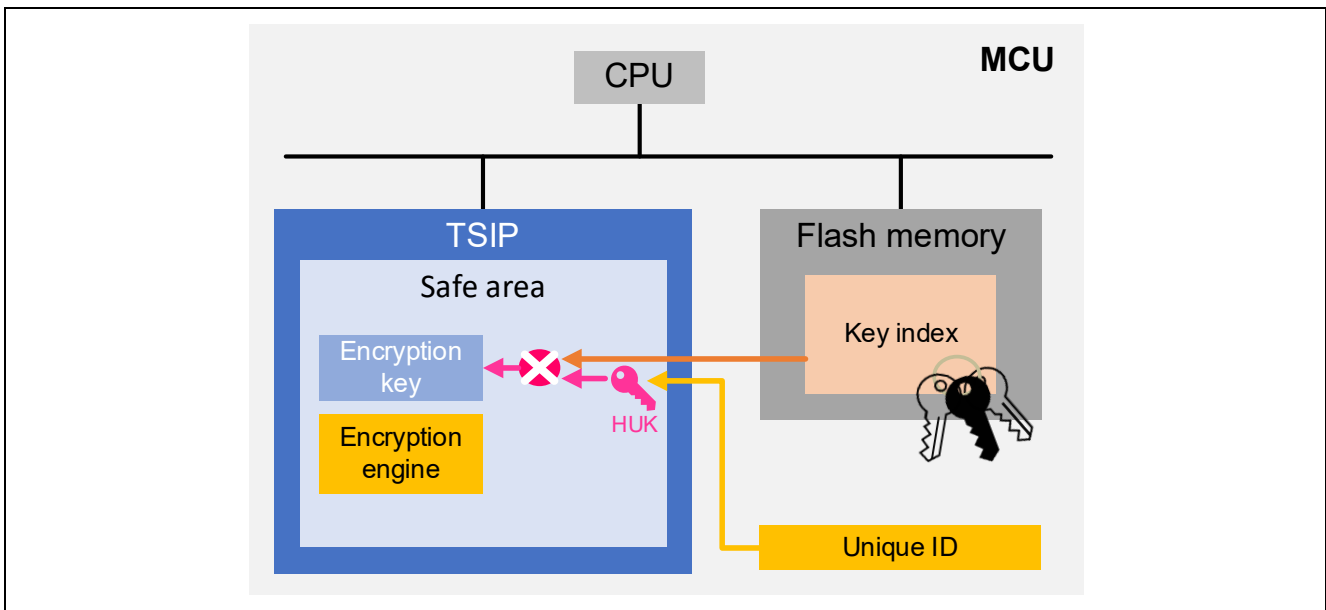 MCU
CPU
TSIP
Flash memory
Safe area
Key index
Encryption
key
HUK
Encryption
engine
Unique ID